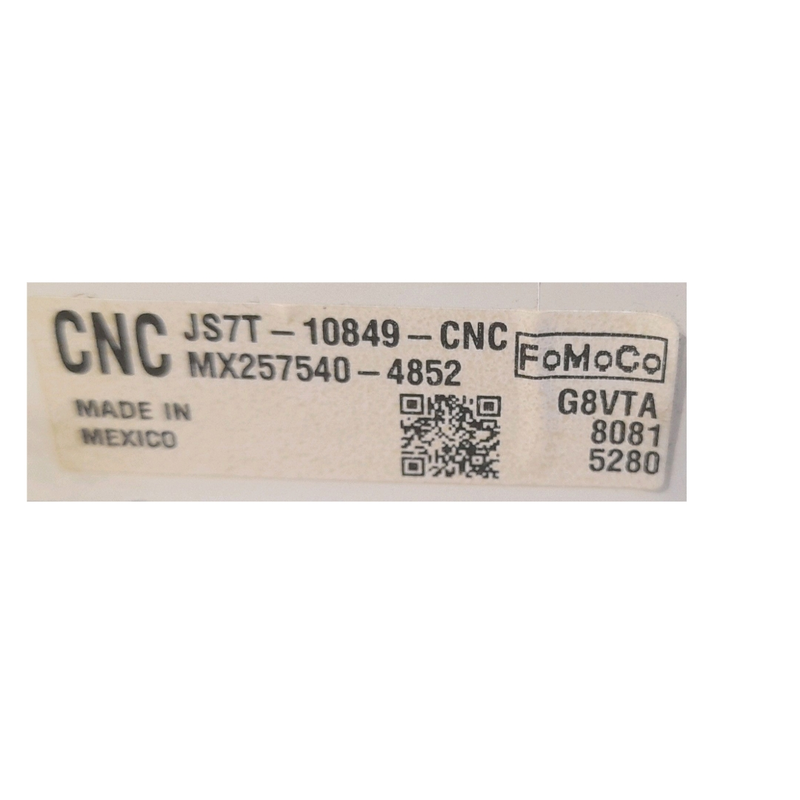 CNC
JS7T-10849-CNC
MX257540-4852
FoMoCo
MADE IN
MEXICO
G8VTA
8081
5280